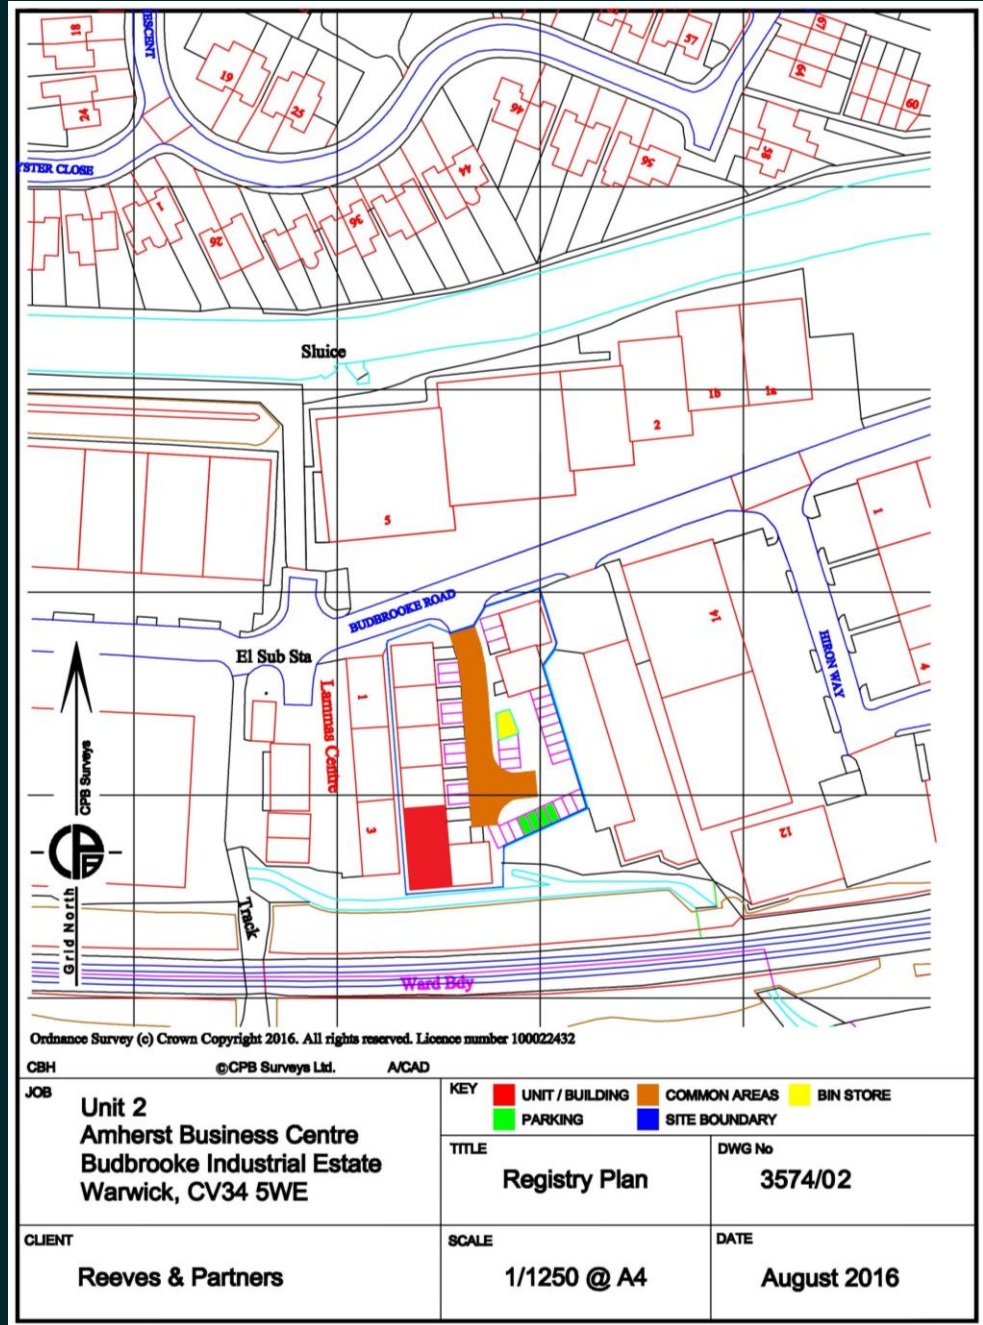 18
24
ESCENT
19
25
57
67
64
60
58
46
56
44
YSTER CLOSE
1
26
36
Sluice
1b
1a
2
5
1
BUDBROOKE ROAD
14
El Sub Sta
HIRON WAY
4
Lammas Centre
1
3
12
CPB Surveys
CPB
Grid North
Track
Ward Bdy
Ordnance Survey (c) Crown Copyright 2016. All rights reserved. Licence number 100022432
CBH ©CPB Surveys Ltd. A/CAD
JOB
Unit 2
Amherst Business Centre
Budbrooke Industrial Estate
Warwick, CV34 5WE
KEY UNIT / BUILDING COMMON AREAS BIN STORE
PARKING SITE BOUNDARY
TITLE
Registry Plan
DWG No
3574/02
CLIENT
Reeves & Partners
SCALE
1/1250 @ A4
DATE
August 2016